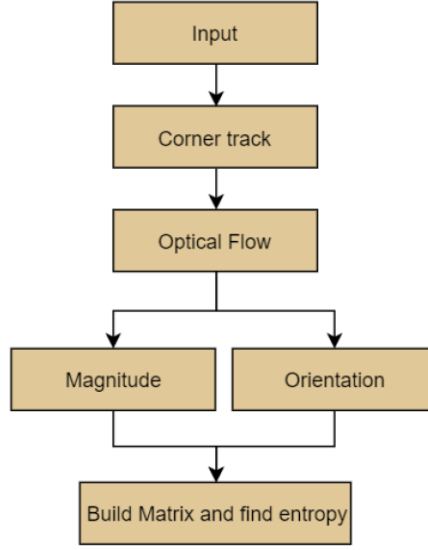 Input
Corner track
Optical Flow
Magnitude
Orientation
Build Matrix and find entropy